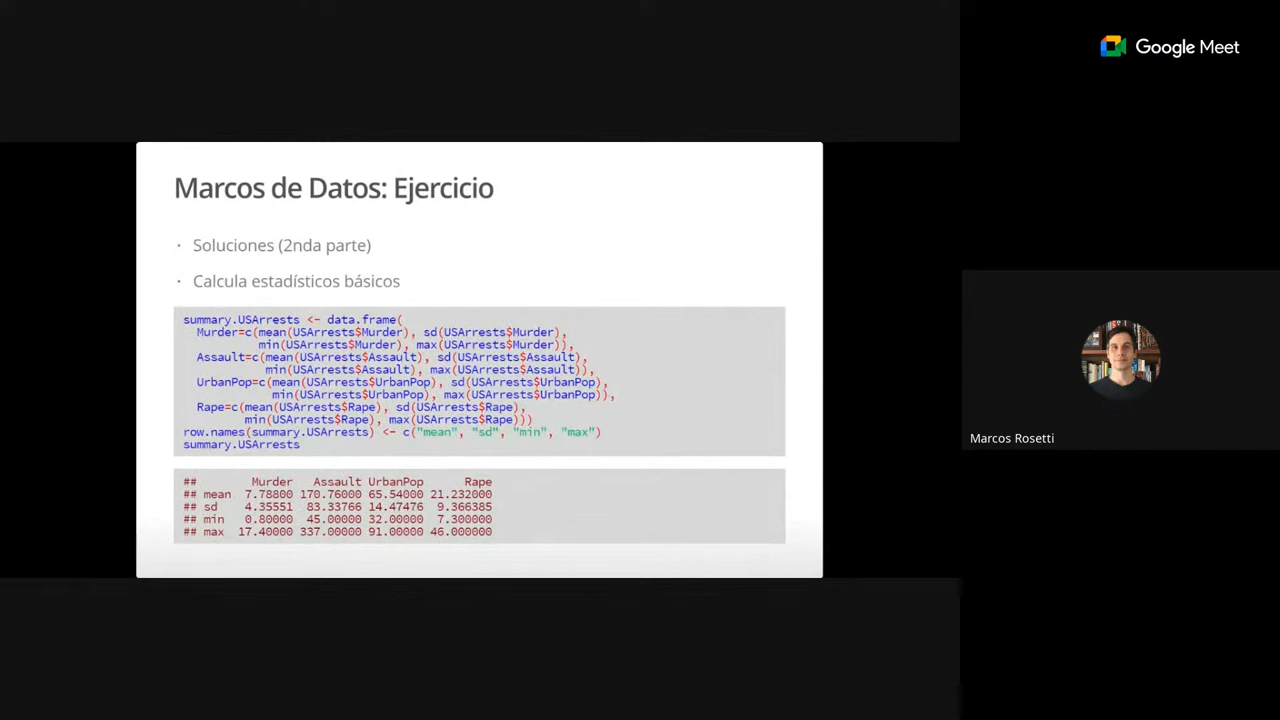 Google Meet
Marcos de Datos: Ejercicio
· Soluciones (2nda parte)
· Calcula estadísticos básicos
summary.USArrests <- data.frame(
  Murder=c(mean(USArrests$Murder), sd(USArrests$Murder),
           min(USArrests$Murder), max(USArrests$Murder)),
  Assault=c(mean(USArrests$Assault), sd(USArrests$Assault),
            min(USArrests$Assault), max(USArrests$Assault)),
  UrbanPop=c(mean(USArrests$UrbanPop), sd(USArrests$UrbanPop),
             min(USArrests$UrbanPop), max(USArrests$UrbanPop)),
  Rape=c(mean(USArrests$Rape), sd(USArrests$Rape),
         min(USArrests$Rape), max(USArrests$Rape)))
row.names(summary.USArrests) <- c("mean", "sd", "min", "max")
summary.USArrests
##        Murder   Assault UrbanPop      Rape
## mean  7.78800 170.76000 65.54000 21.232000
## sd    4.35551  83.33766 14.47476  9.366385
## min   0.80000  45.00000 32.00000  7.300000
## max  17.40000 337.00000 91.00000 46.000000
Marcos Rosetti